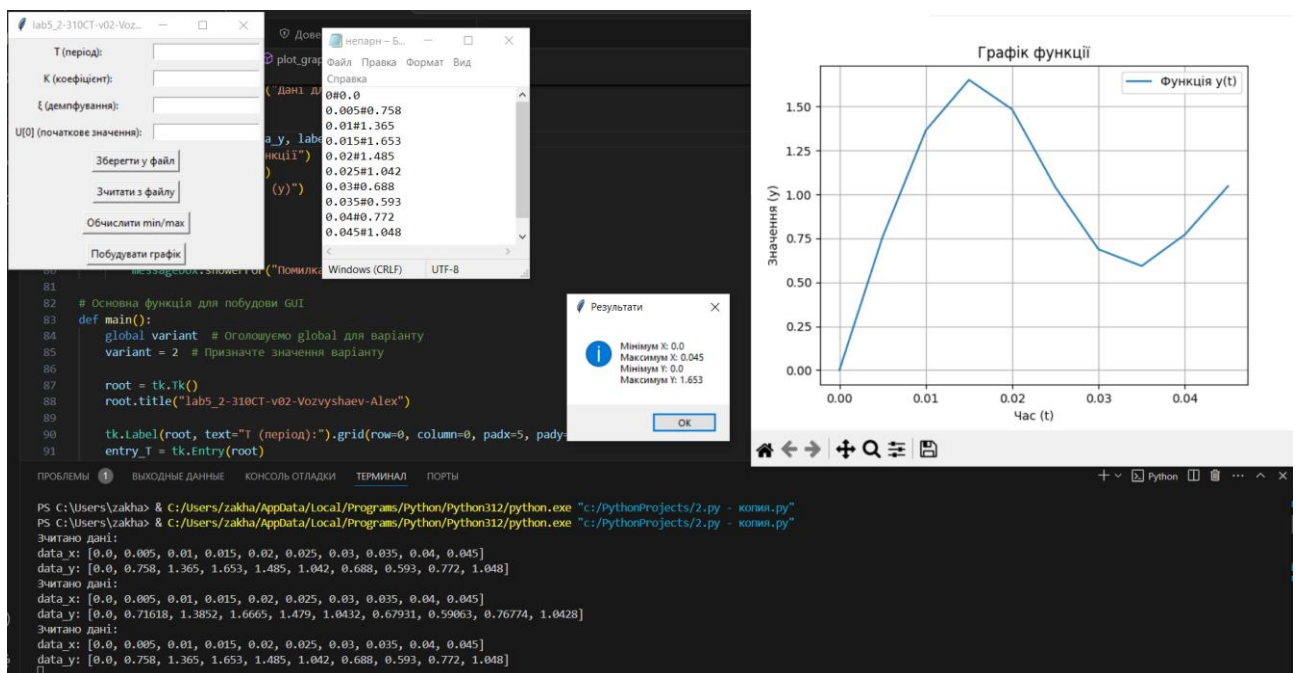 lab5_2-310CT-v02-Voz...
T (період):
K (коефіцієнт):
ξ (демпфування):
U[0] (початкове значення):
Зберегти у файл
Зчитати з файлу
Обчислити min/max
Побудувати графік
Дове
plot_grap
("Дані дл
a_y, labe
нкції")
)
(y)")
непарн – Б...
Файл Правка Формат Вид
Справка
0#0.0
0.005#0.758
0.01#1.365
0.015#1.653
0.02#1.485
0.025#1.042
0.03#0.688
0.035#0.593
0.04#0.772
0.045#1.048
Windows (CRLF) UTF-8
80 messagebox.showerror("Помилка
81
82 # Основна функція для побудови GUI
83 def main():
84 global variant # Оголошуємо global для варіанту
85 variant = 2 # Призначте значення варіанту
86
87 root = tk.Tk()
88 root.title("lab5_2-310CT-v02-Vozvyshaev-Alex")
89
90 tk.Label(root, text="T (період):").grid(row=0, column=0, padx=5, pady=
91 entry_T = tk.Entry(root)
Результати
Мінімум X: 0.0
Максимум X: 0.045
Мінімум Y: 0.0
Максимум Y: 1.653
OK
Графік функції
Функція y(t)
Значення (y)
1.50
1.25
1.00
0.75
0.50
0.25
0.00
0.00 0.01 0.02 0.03 0.04
Час (t)
ПРОБЛЕМЫ 1 ВЫХОДНЫЕ ДАННЫЕ КОНСОЛЬ ОТЛАДКИ ТЕРМИНАЛ ПОРТЫ
Python
PS C:\Users\zakha> & C:/Users/zakha/AppData/Local/Programs/Python/Python312/python.exe "c:/PythonProjects/2.py - копия.py"
PS C:\Users\zakha> & C:/Users/zakha/AppData/Local/Programs/Python/Python312/python.exe "c:/PythonProjects/2.py - копия.py"
Зчитано дані:
data_x: [0.0, 0.005, 0.01, 0.015, 0.02, 0.025, 0.03, 0.035, 0.04, 0.045]
data_y: [0.0, 0.758, 1.365, 1.653, 1.485, 1.042, 0.688, 0.593, 0.772, 1.048]
Зчитано дані:
data_x: [0.0, 0.005, 0.01, 0.015, 0.02, 0.025, 0.03, 0.035, 0.04, 0.045]
data_y: [0.0, 0.71618, 1.3852, 1.6665, 1.479, 1.0432, 0.67931, 0.59063, 0.76774, 1.0428]
Зчитано дані:
data_x: [0.0, 0.005, 0.01, 0.015, 0.02, 0.025, 0.03, 0.035, 0.04, 0.045]
data_y: [0.0, 0.758, 1.365, 1.653, 1.485, 1.042, 0.688, 0.593, 0.772, 1.048]